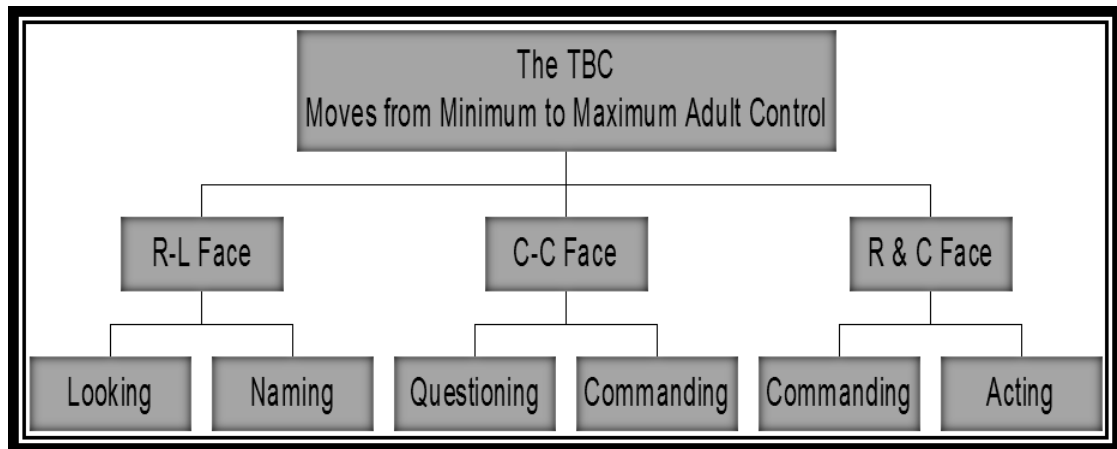 The TBC
Moves from Minimum to Maximum Adult Control
R-L Face
C-C Face
R & C Face
Looking
Naming
Questioning
Commanding
Commanding
Acting